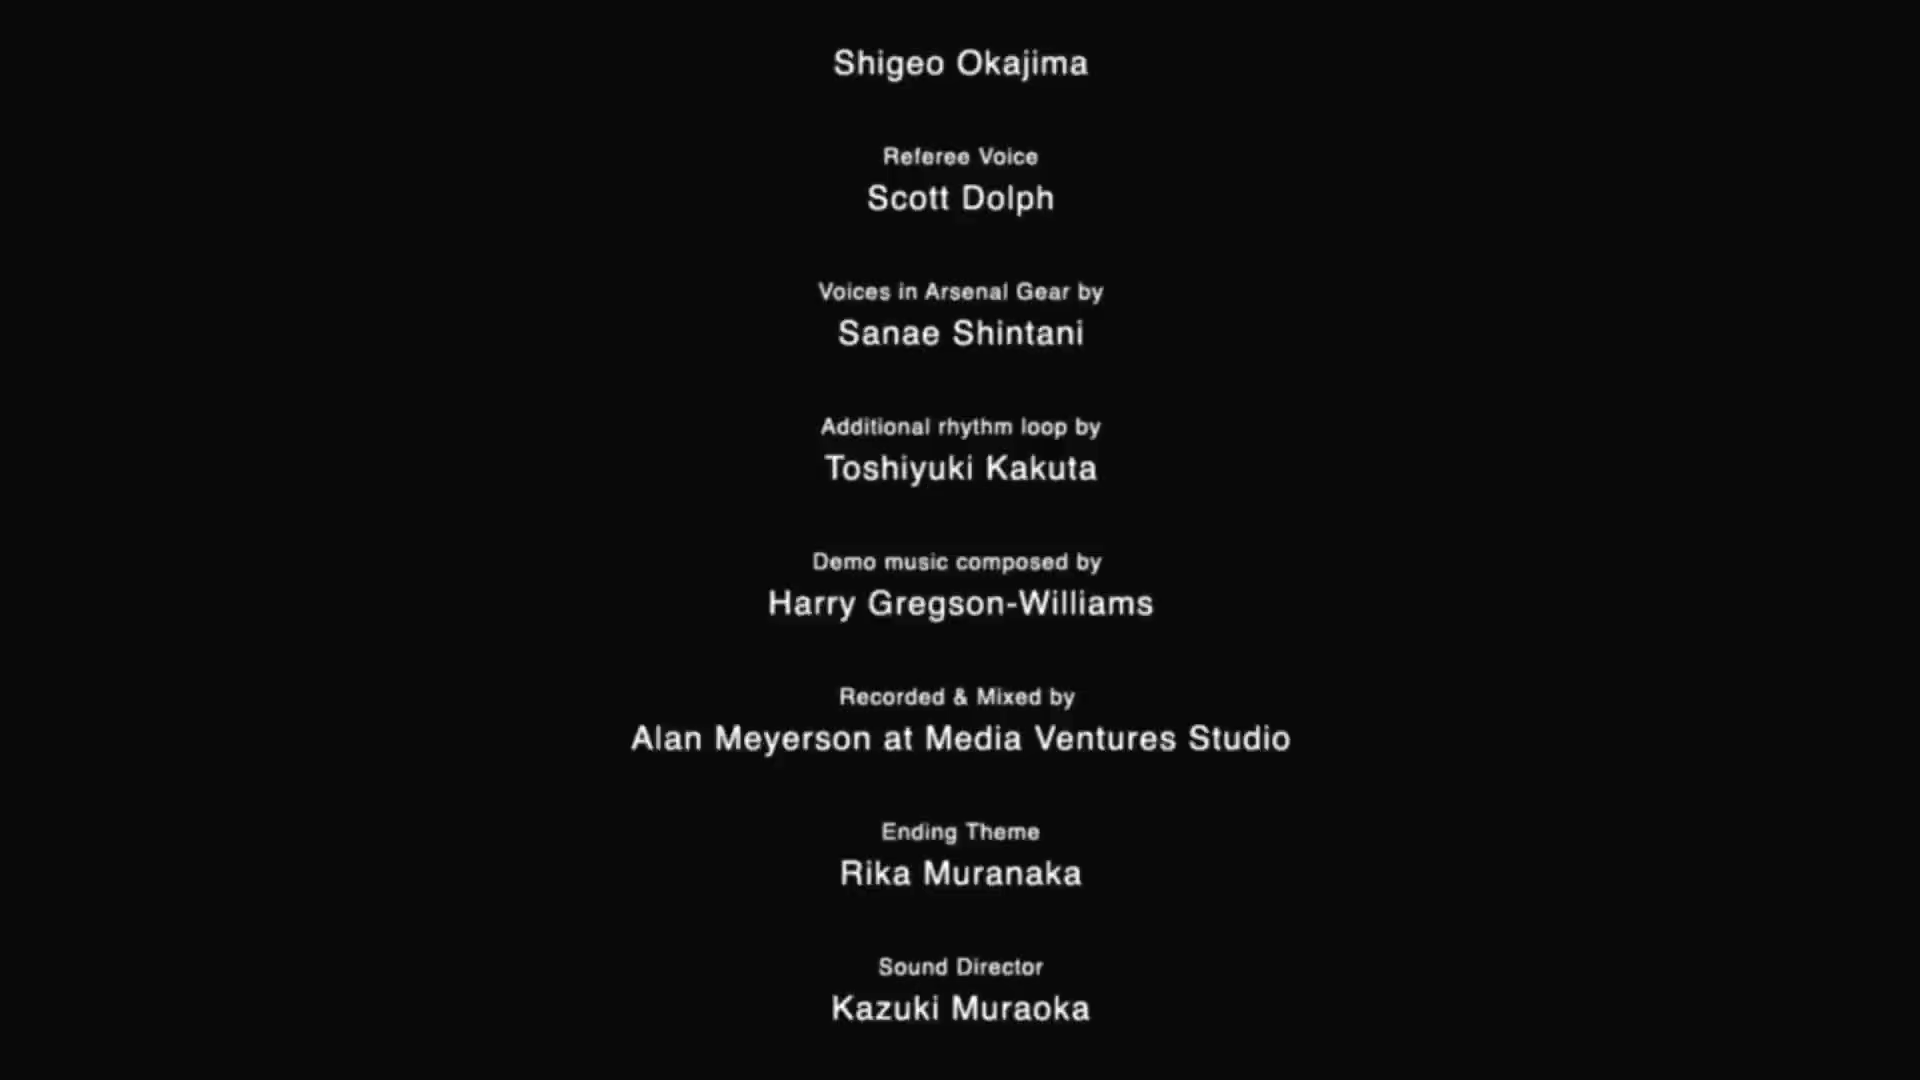 Shigeo Okajima
Referee Voice
Scott Dolph
Voices in Arsenal Gear by
Sanae Shintani
Additional rhythm loop by
Toshiyuki Kakuta
Demo music composed by
Harry Gregson-Williams
Recorded & Mixed by
Alan Meyerson at Media Ventures Studio
Ending Theme
Rika Muranaka
Sound Director
Kazuki Muraoka